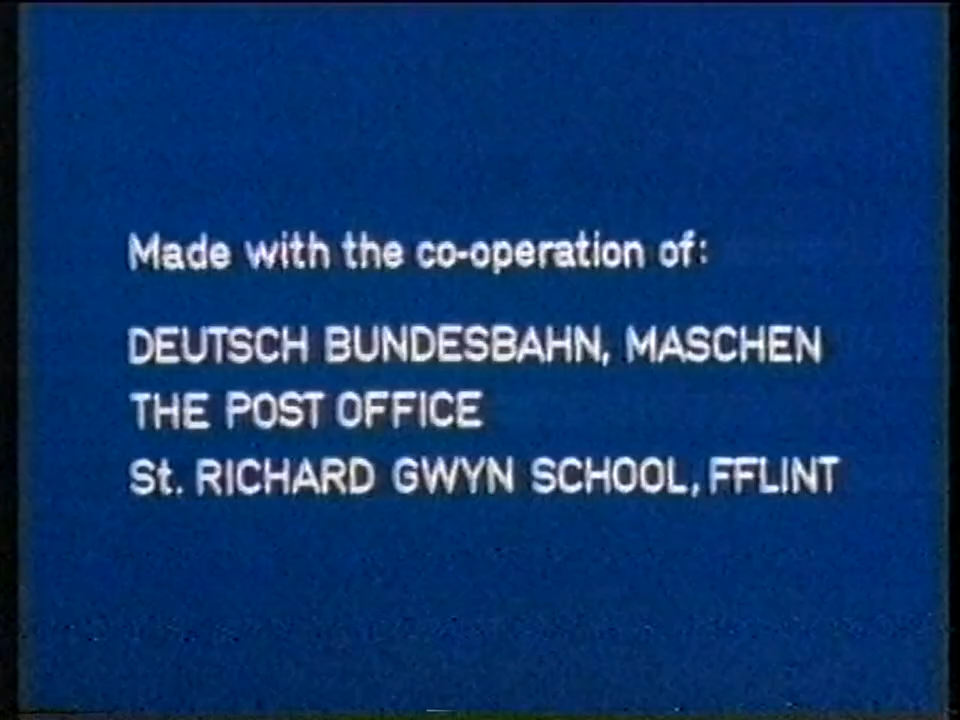 Made with the co-operation of:
DEUTSCH BUNDESBAHN, MASCHEN
THE POST OFFICE
St. RICHARD GWYN SCHOOL, FFLINT